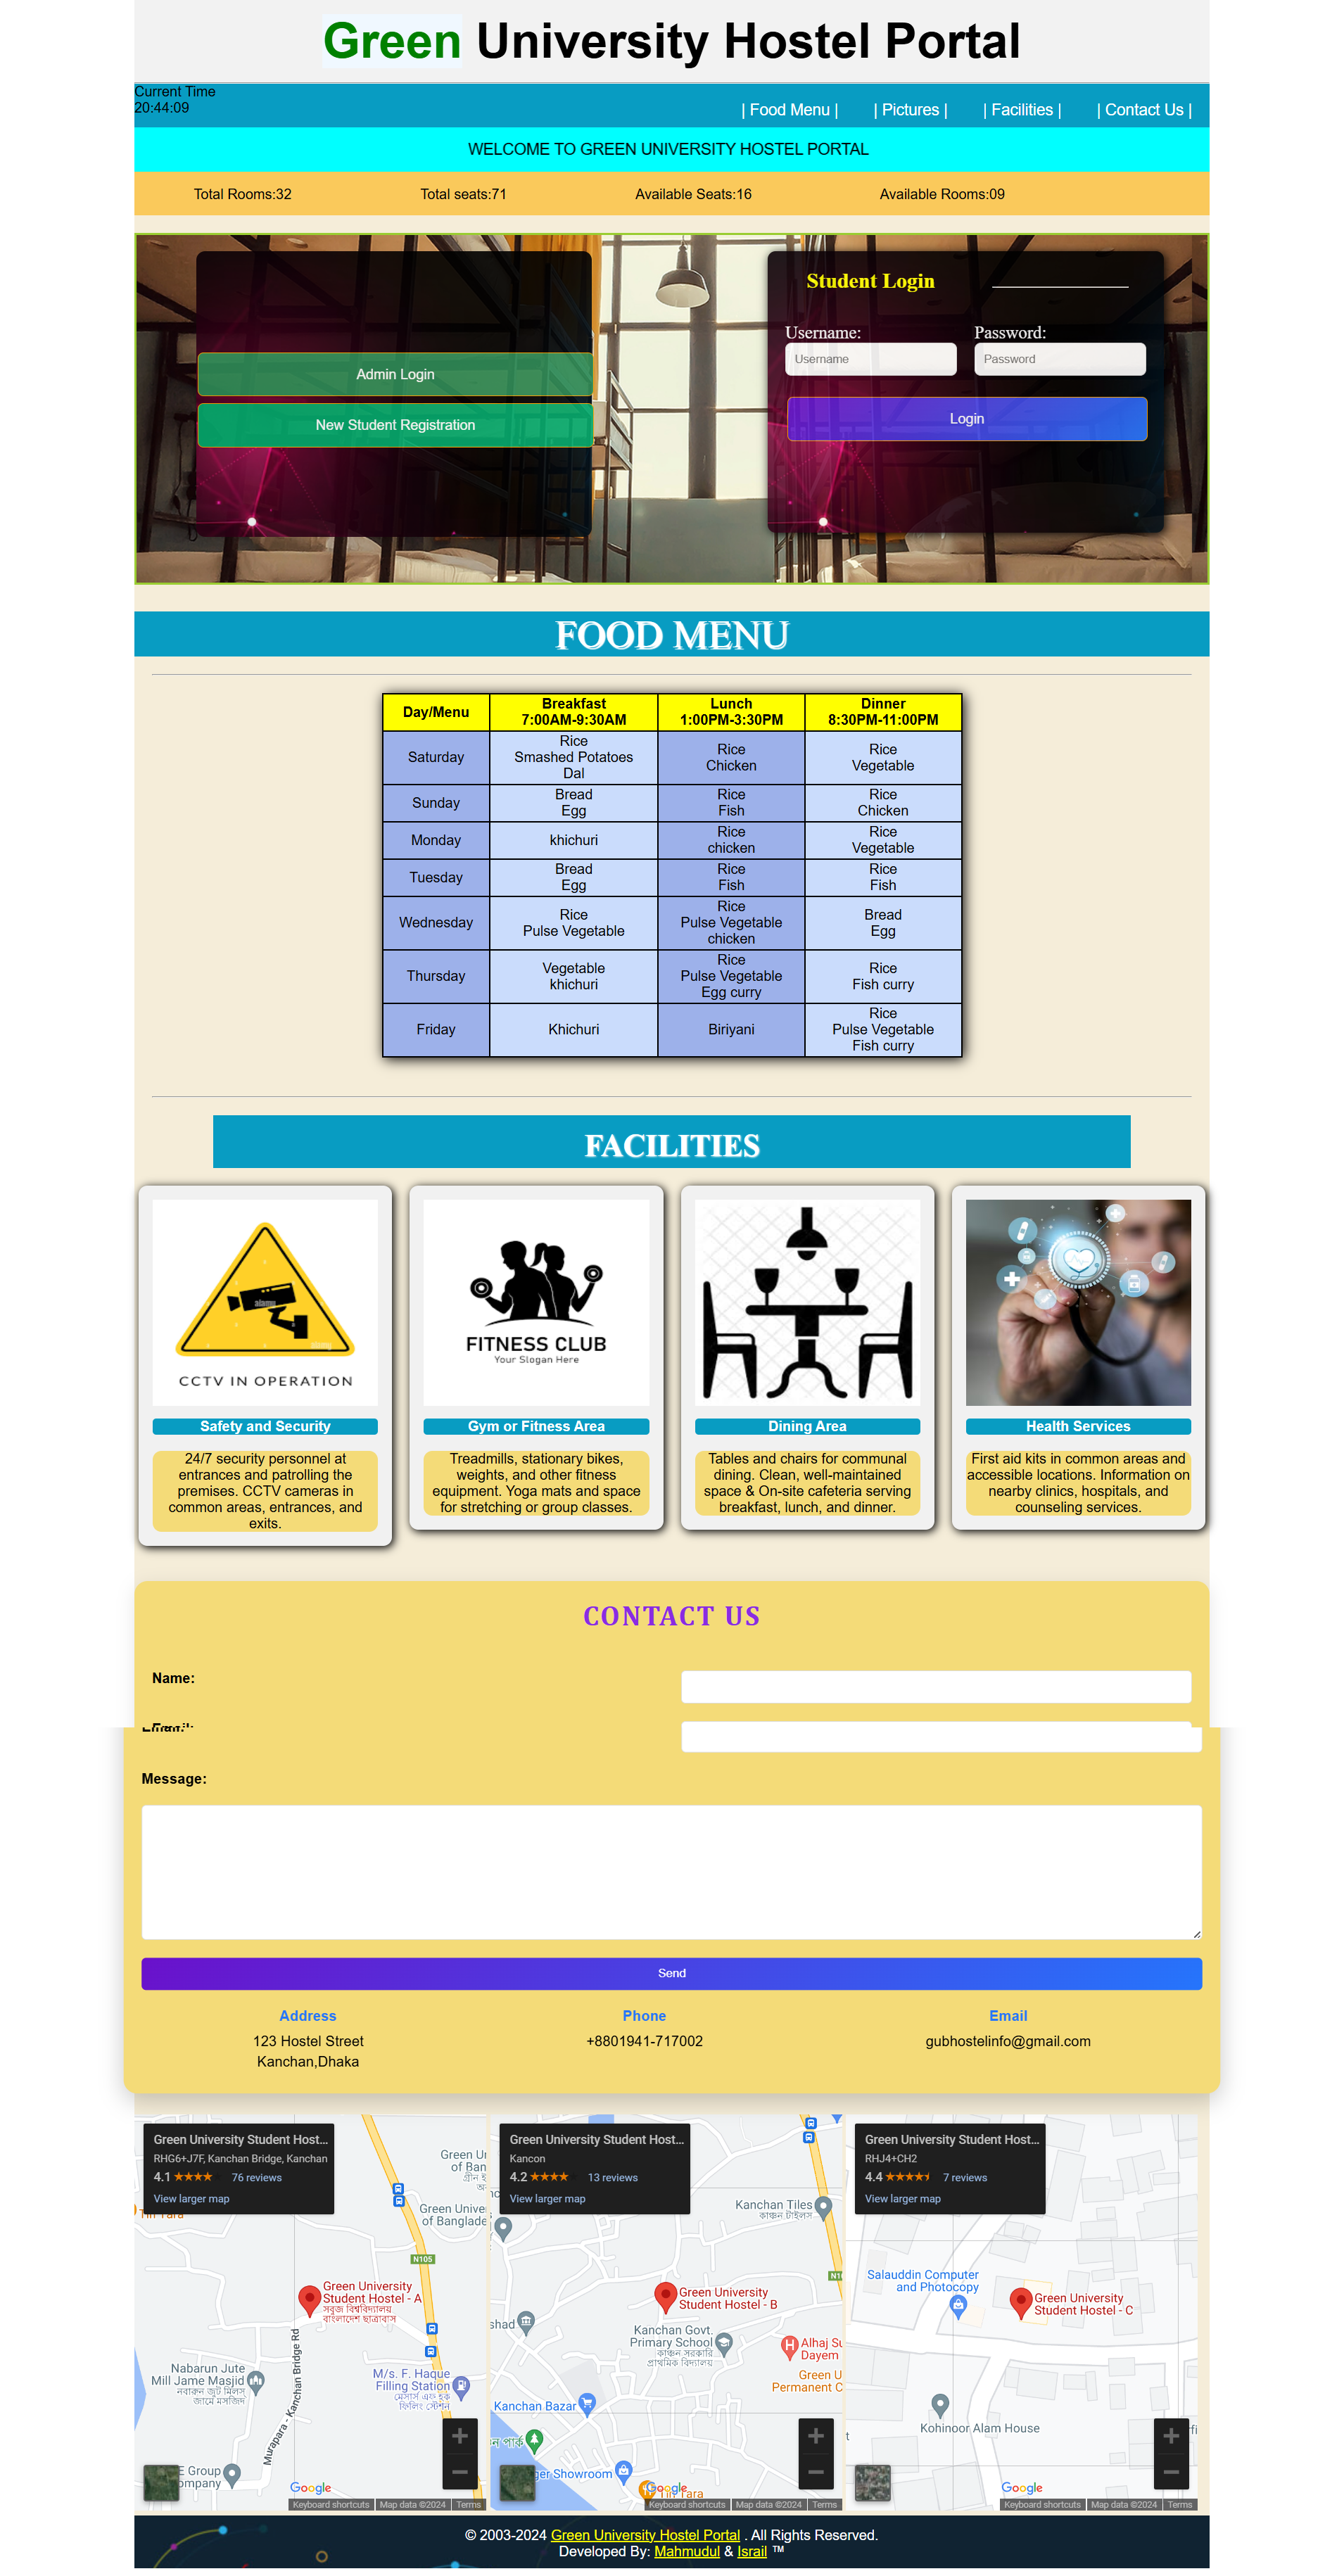 Green University Hostel Portal
Current Time
20:44:09
| Food Menu | | Pictures | | Facilities | | Contact Us |
WELCOME TO GREEN UNIVERSITY HOSTEL PORTAL
Total Rooms:32 Total seats:71 Available Seats:16 Available Rooms:09
Admin Login
New Student Registration
Student Login
Username: Password:
Username Password
Login
FOOD MENU
Day/Menu Breakfast 7:00AM-9:30AM Lunch 1:00PM-3:30PM Dinner 8:30PM-11:00PM
Saturday Rice Smashed Potatoes Dal Rice Chicken Rice Vegetable
Sunday Bread Egg Rice Fish Rice Chicken
Monday khichuri Rice chicken Rice Vegetable
Tuesday Bread Egg Rice Fish Rice Fish
Wednesday Rice Pulse Vegetable Rice Pulse Vegetable chicken Bread Egg
Thursday Vegetable khichuri Rice Pulse Vegetable Egg curry Rice Fish curry
Friday Khichuri Biriyani Rice Pulse Vegetable Fish curry
FACILITIES
CCTV IN OPERATION
Safety and Security
24/7 security personnel at
entrances and patrolling the
premises. CCTV cameras in
common areas, entrances, and
exits.
FITNESS CLUB
Your Slogan Here
Gym or Fitness Area
Treadmills, stationary bikes,
weights, and other fitness
equipment. Yoga mats and space
for stretching or group classes.
Dining Area
Tables and chairs for communal
dining. Clean, well-maintained
space & On-site cafeteria serving
breakfast, lunch, and dinner.
Health Services
First aid kits in common areas and
accessible locations. Information on
nearby clinics, hospitals, and
counseling services.
CONTACT US
Name:
Message:
Send
Address
123 Hostel Street
Kanchan,Dhaka
Phone
+8801941-717002
Email
gubhostelinfo@gmail.com
Green University Student Host...
RHG6+J7F, Kanchan Bridge, Kanchan
4.1 76 reviews
View larger map
N105
Green University
Student Hostel - A
সবুজ বিশ্ববিদ্যালয়
বাংলাদেশ ছাত্রাবাস
Nabarun Jute
Mill Jame Masjid
নবারুন জুট মিলস
জামে মসজিদ
Murapara - Kanchan Bridge Rd
M/s. F. Haque
Filling Station
মেসার্স এফ হক
ফিলিং স্টেশন
Google
Keyboard shortcuts Map data ©2024 Terms
Green University Student Host...
Kancon
4.2 13 reviews
View larger map
Kanchan Tiles
কাঞ্চন টাইলস
Green University
Student Hostel - B
Kanchan Govt.
Primary School
কাঞ্চন সরকারি
প্রাথমিক বিদ্যালয়
Kanchan Bazar
Google
Keyboard shortcuts Map data ©2024 Terms
Green University Student Host...
RHJ4+CH2
4.4 7 reviews
View larger map
Salauddin Computer
and Photocopy
Green University
Student Hostel - C
Kohinoor Alam House
Google
Keyboard shortcuts Map data ©2024 Terms
© 2003-2024 Green University Hostel Portal . All Rights Reserved.
Developed By: Mahmudul & Israil ™